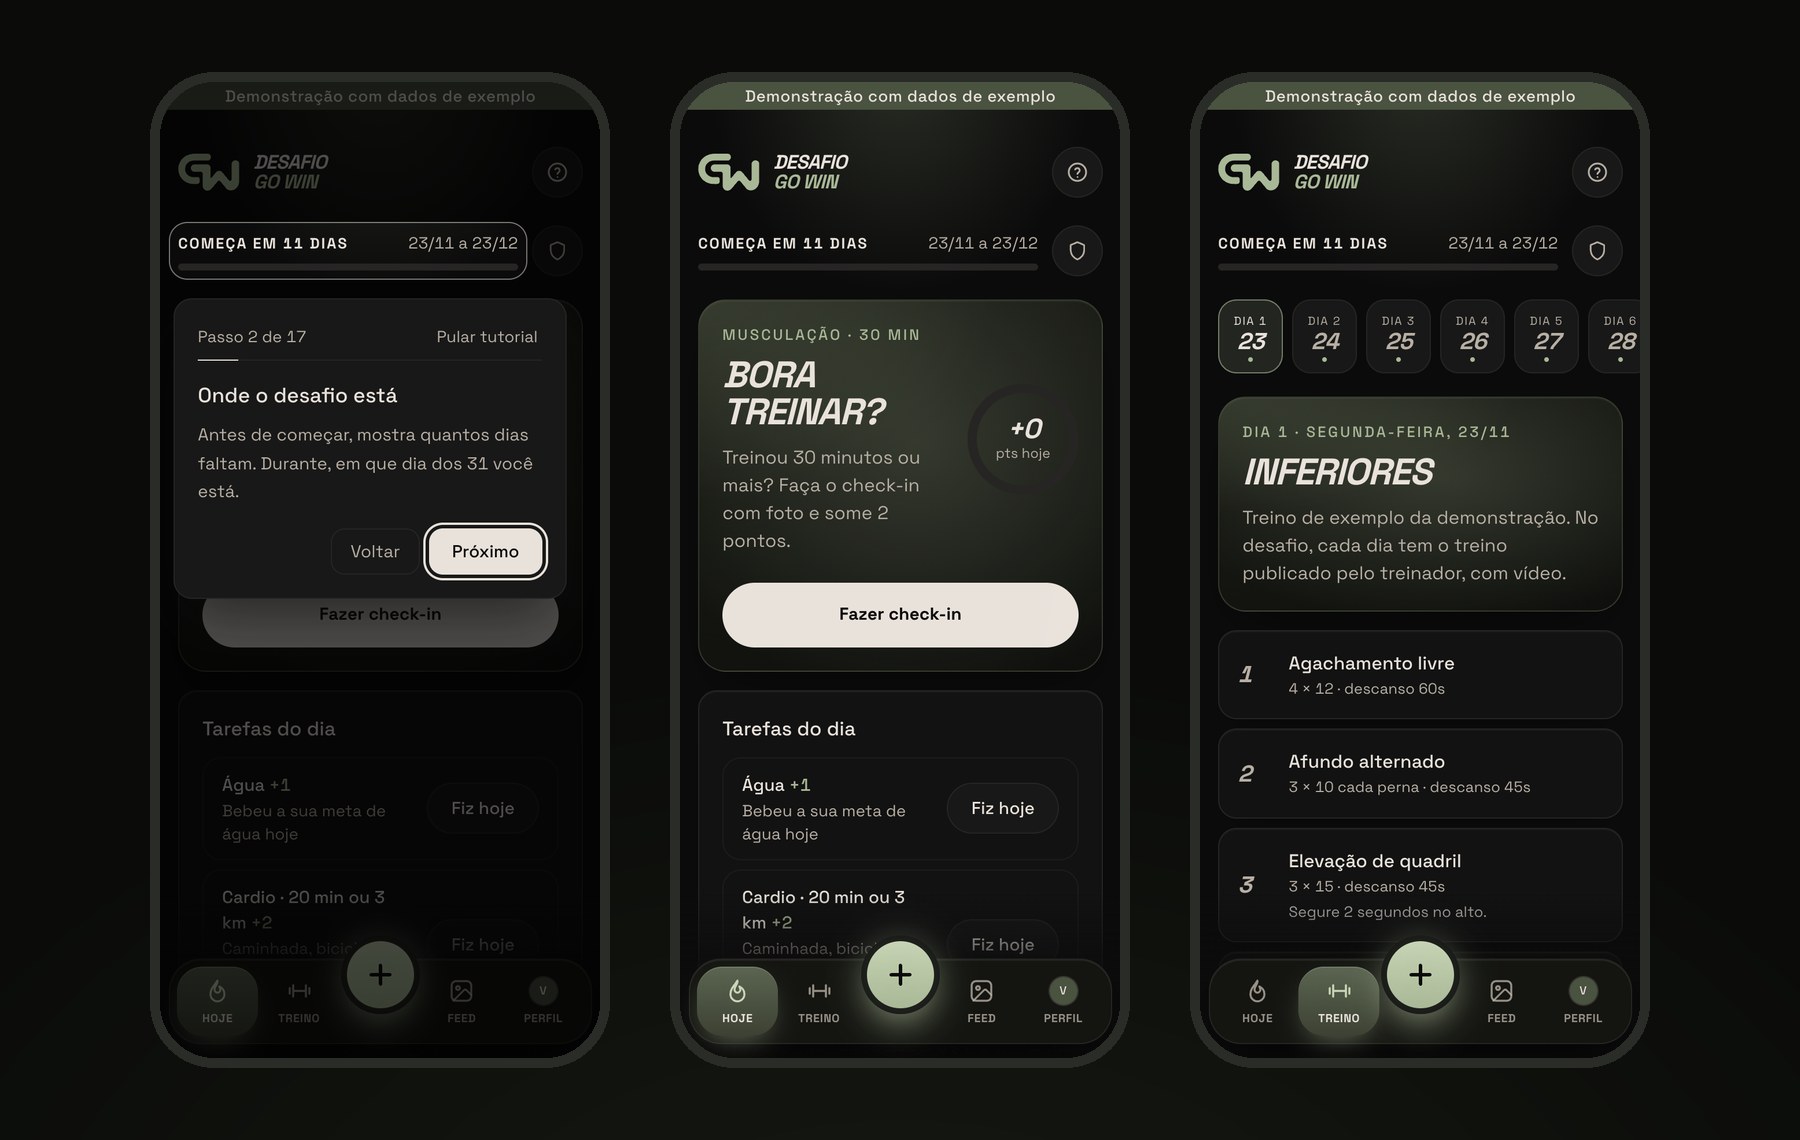 Demonstração com dados de exemplo
GW
DESAFIO
GO WIN
COMEÇA EM 11 DIAS
23/11 a 23/12
Passo 2 de 17
Pular tutorial
Onde o desafio está
Antes de começar, mostra quantos dias
faltam. Durante, em que dia dos 31 você
está.
Voltar
Próximo
Fazer check-in
Tarefas do dia
Água +1
Bebeu a sua meta de
água hoje
Fiz hoje
Cardio · 20 min ou 3
km +2
Caminhada,
Fiz hoje
HOJE
TREINO
FEED
V
PERFIL
Demonstração com dados de exemplo
GW
DESAFIO
GO WIN
COMEÇA EM 11 DIAS
23/11 a 23/12
MUSCULAÇÃO · 30 MIN
BORA
TREINAR?
Treinou 30 minutos ou
mais? Faça o check-in
com foto e some 2
pontos.
+0
pts hoje
Fazer check-in
Tarefas do dia
Água +1
Bebeu a sua meta de
água hoje
Fiz hoje
Cardio · 20 min ou 3
km +2
Caminhada,
Fiz hoje
HOJE
TREINO
FEED
V
PERFIL
Demonstração com dados de exemplo
GW
DESAFIO
GO WIN
COMEÇA EM 11 DIAS
23/11 a 23/12
DIA 1
23
DIA 2
24
DIA 3
25
DIA 4
26
DIA 5
27
DIA 6
28
DIA 1 · SEGUNDA-FEIRA, 23/11
INFERIORES
Treino de exemplo da demonstração. No
desafio, cada dia tem o treino
publicado pelo treinador, com vídeo.
1
Agachamento livre
4 × 12 · descanso 60s
2
Afundo alternado
3 × 10 cada perna · descanso 45s
3
Elevação de quadril
3 × 15 · descanso 45s
Segure 2 segundos no alto.
HOJE
TREINO
FEED
V
PERFIL